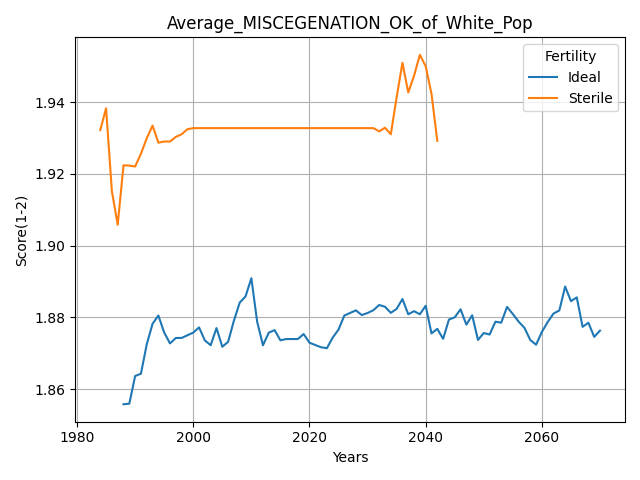 Average_MISCEGENATION_OK_of_White_Pop
Fertility
Ideal
Sterile
Score(1-2)
1.94
1.92
1.90
1.88
1.86
1980
2000
2020
2040
2060
Years